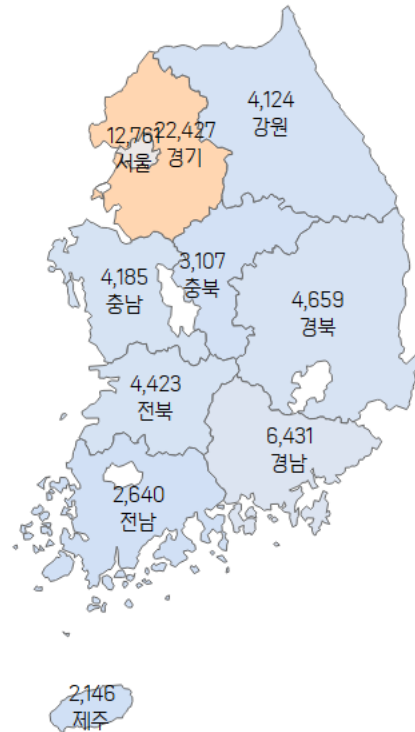 4,124
강원
12,761
서울
22,427
경기
3,107
충북
4,185
충남
4,659
경북
4,423
전북
6,431
경남
2,640
전남
2,146
제주